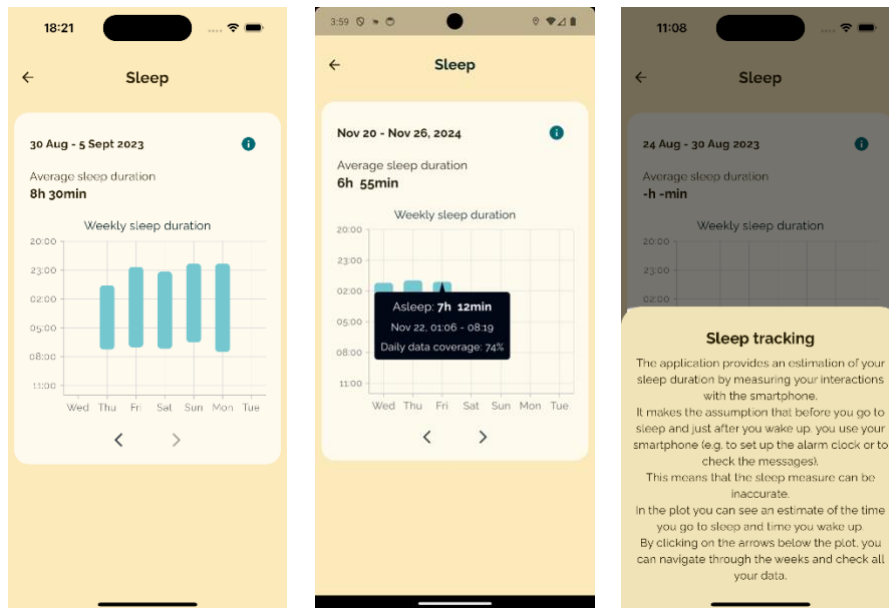 18:21
Sleep
30 Aug - 5 Sept 2023
Average sleep duration
8h 30min
Weekly sleep duration
20:00
23:00
02:00
05:00
08:00
11:00
Wed Thu Fri Sat Sun Mon Tue
3:59
Sleep
Nov 20 - Nov 26, 2024
Average sleep duration
6h 55min
Weekly sleep duration
20:00
23:00
02:00
05:00
08:00
11:00
Asleep: 7h 12min
Nov 22, 01:06 - 08:19
Daily data coverage: 74%
Wed Thu Fri Sat Sun Mon Tue
11:08
Sleep
24 Aug - 30 Aug 2023
Average sleep duration
-h -min
Weekly sleep duration
20:00
23:00
02:00
Sleep tracking
The application provides an estimation of your
sleep duration by measuring your interactions
with the smartphone.
It makes the assumption that before you go to
sleep and just after you wake up, you use your
smartphone (e.g. to set up the alarm clock or to
check the messages).
This means that the sleep measure can be
inaccurate.
In the plot you can see an estimate of the time
you go to sleep and time you wake up.
By clicking on the arrows below the plot, you
can navigate through the weeks and check all
your data.